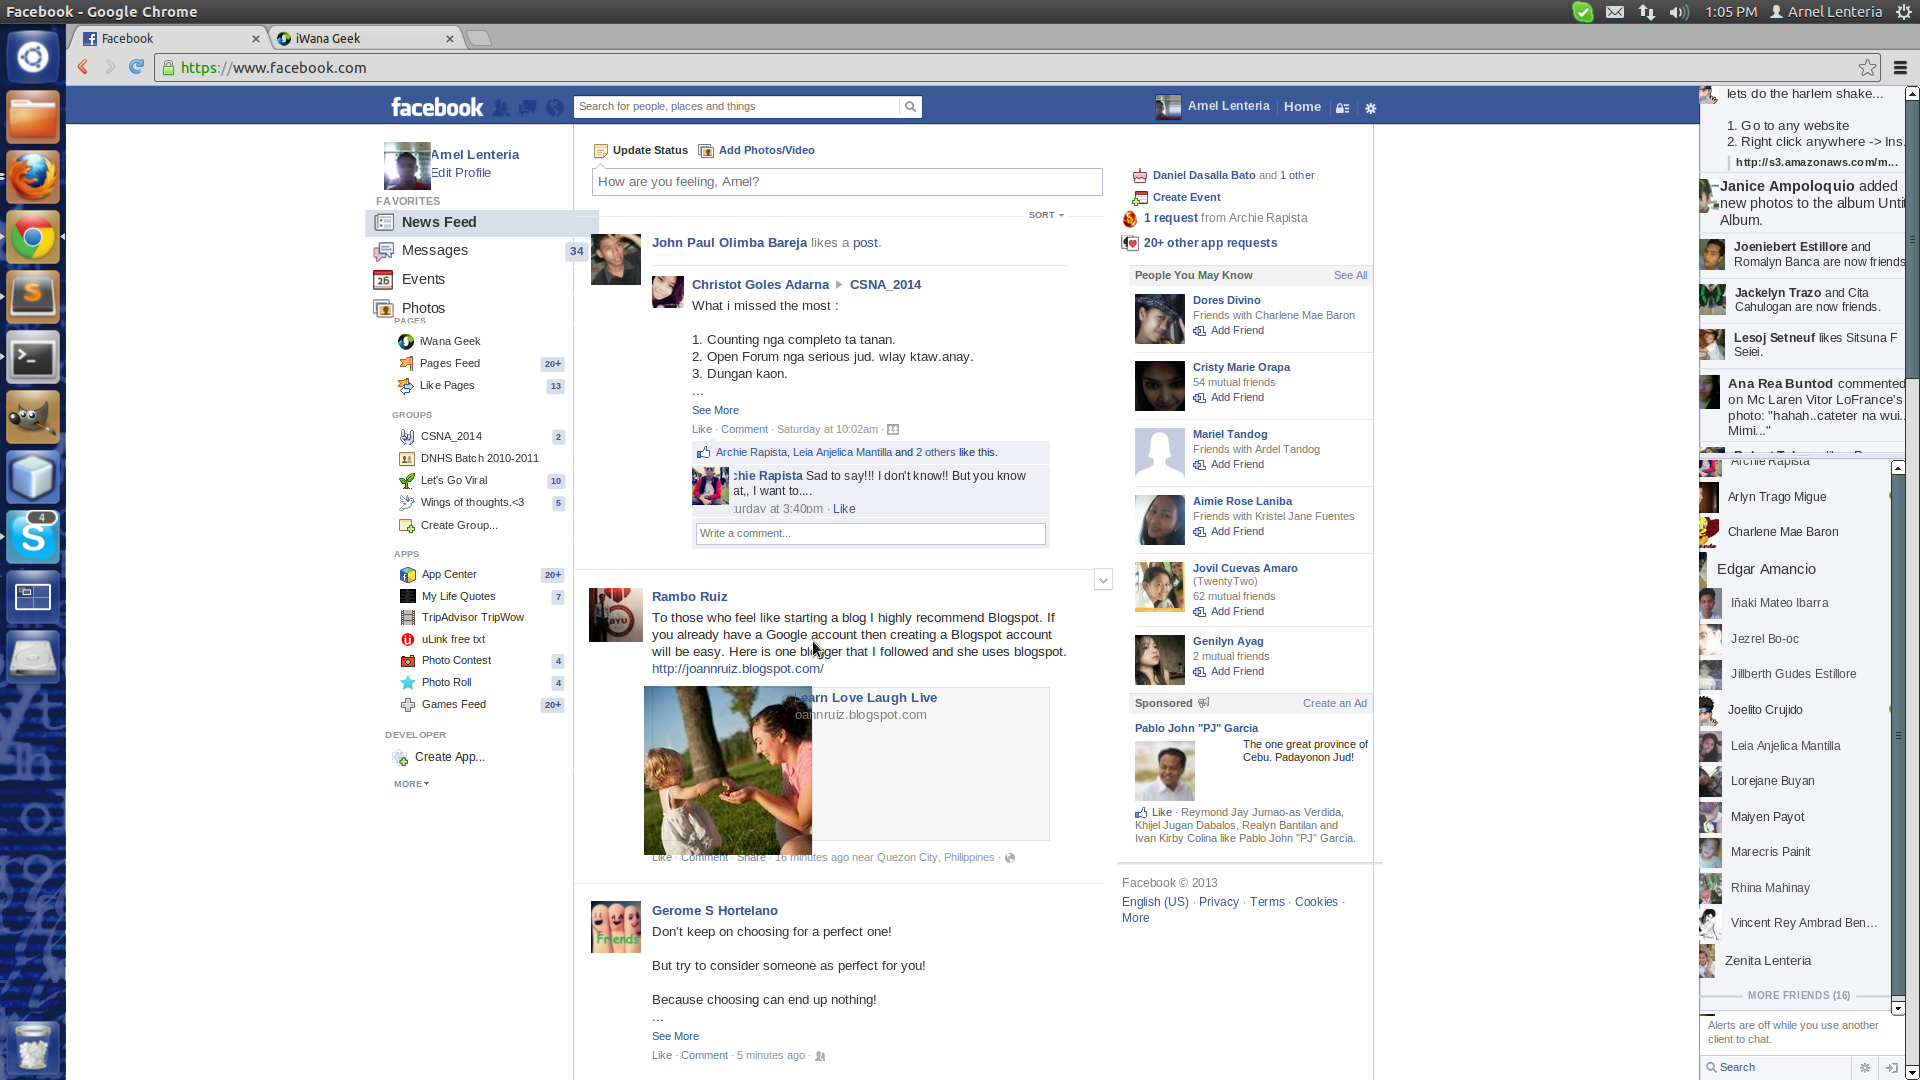 Facebook - Google Chrome
1:05 PM
Arnel Lenteria
Facebook
iWana Geek
https://www.facebook.com
facebook
Search for people, places and things
Arnel Lenteria
Home
Arnel Lenteria
Edit Profile
FAVORITES
News Feed
Messages
34
Events
26
Photos
PAGES
iWana Geek
Pages Feed
20+
Like Pages
13
GROUPS
CSNA_2014
2
DNHS Batch 2010-2011
Let's Go Viral
10
Wings of thoughts.<3
5
Create Group...
APPS
App Center
20+
My Life Quotes
7
TripAdvisor TripWow
uLink free txt
Photo Contest
4
Photo Roll
4
Games Feed
20+
DEVELOPER
Create App...
MORE
4
Update Status
Add Photos/Video
How are you feeling, Arnel?
SORT
John Paul Olimba Bareja likes a post.
Christot Goles Adarna
CSNA_2014
What i missed the most :
1. Counting nga completo ta tanan.
2. Open Forum nga serious jud. wlay ktaw.anay.
3. Dungan kaon.
...
See More
Like · Comment · Saturday at 10:02am ·
Archie Rapista, Leia Anjelica Mantilla and 2 others like this.
chie Rapista Sad to say!!! I don't know!! But you know
at,, I want to....
urday at 3:40pm · Like
Write a comment...
Rambo Ruiz
To those who feel like starting a blog I highly recommend Blogspot. If
you already have a Google account then creating a Blogspot account
will be easy. Here is one blogger that I followed and she uses blogspot.
http://joannruiz.blogspot.com/
earn Love Laugh Live
oannruiz.blogspot.com
Like · Comment · Share · 16 minutes ago near Quezon City, Philippines ·
Gerome S Hortelano
Friends
Don't keep on choosing for a perfect one!
But try to consider someone as perfect for you!
Because choosing can end up nothing!
...
See More
Like · Comment · 5 minutes ago ·
Daniel Dasalla Bato and 1 other
Create Event
1 request from Archie Rapista
20+ other app requests
People You May Know
See All
Dores Divino
Friends with Charlene Mae Baron
Add Friend
Cristy Marie Orapa
54 mutual friends
Add Friend
Mariel Tandog
Friends with Ardel Tandog
Add Friend
Aimie Rose Laniba
Friends with Kristel Jane Fuentes
Add Friend
Jovil Cuevas Amaro
(TwentyTwo)
62 mutual friends
Add Friend
Genilyn Ayag
2 mutual friends
Add Friend
Sponsored
Create an Ad
Pablo John "PJ" Garcia
The one great province of
Cebu. Padayonon Jud!
Like · Reymond Jay Jumao-as Verdida,
Khijel Jugan Dabalos, Realyn Bantilan and
Ivan Kirby Colina like Pablo John "PJ" Garcia.
Facebook © 2013
English (US) · Privacy · Terms · Cookies ·
More
lets do the harlem shake...
1. Go to any website
2. Right click anywhere -> Ins
http://s3.amazonaws.com/m...
Janice Ampoloquio added
new photos to the album Unti
Album.
Joeniebert Estillore and
Romalyn Banca are now friends
Jackelyn Trazo and Cita
Cahulogan are now friends.
Lesoj Setneuf likes Sitsuna F
Seiei.
Ana Rea Buntod commented
on Mc Laren Vitor LoFrance's
photo: "hahah..cateter na wui..
Mimi..."
Archie Rapista
Arlyn Trago Migue
Charlene Mae Baron
Edgar Amancio
Iñaki Mateo Ibarra
Jezrel Bo-oc
Jillberth Gudes Estillore
Joelito Crujido
Leia Anjelica Mantilla
Lorejane Buyan
Maiyen Payot
Marecris Painit
Rhina Mahinay
Vincent Rey Ambrad Ben...
Zenita Lenteria
MORE FRIENDS (16)
Alerts are off while you use another
client to chat.
Search